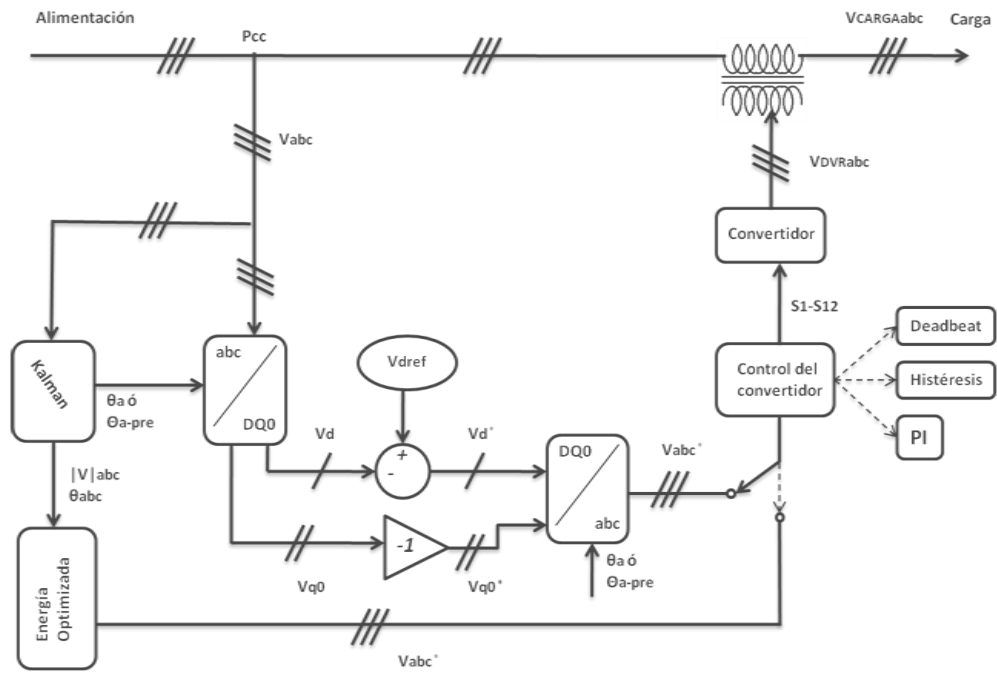 Alimentación
Pcc
VCARGAabc
Carga
Vabc
VDVRabc
Convertidor
S1-S12
Control del
convertidor
Deadbeat
Histéresis
PI
Kalman
θa ó
Θa-pre
abc
DQ0
Vdref
Vd
+
-
Vd*
DQ0
abc
Vabc*
|V|abc
θabc
Vq0
-1
Vq0*
θa ó
Θa-pre
Energía
Optimizada
Vabc*